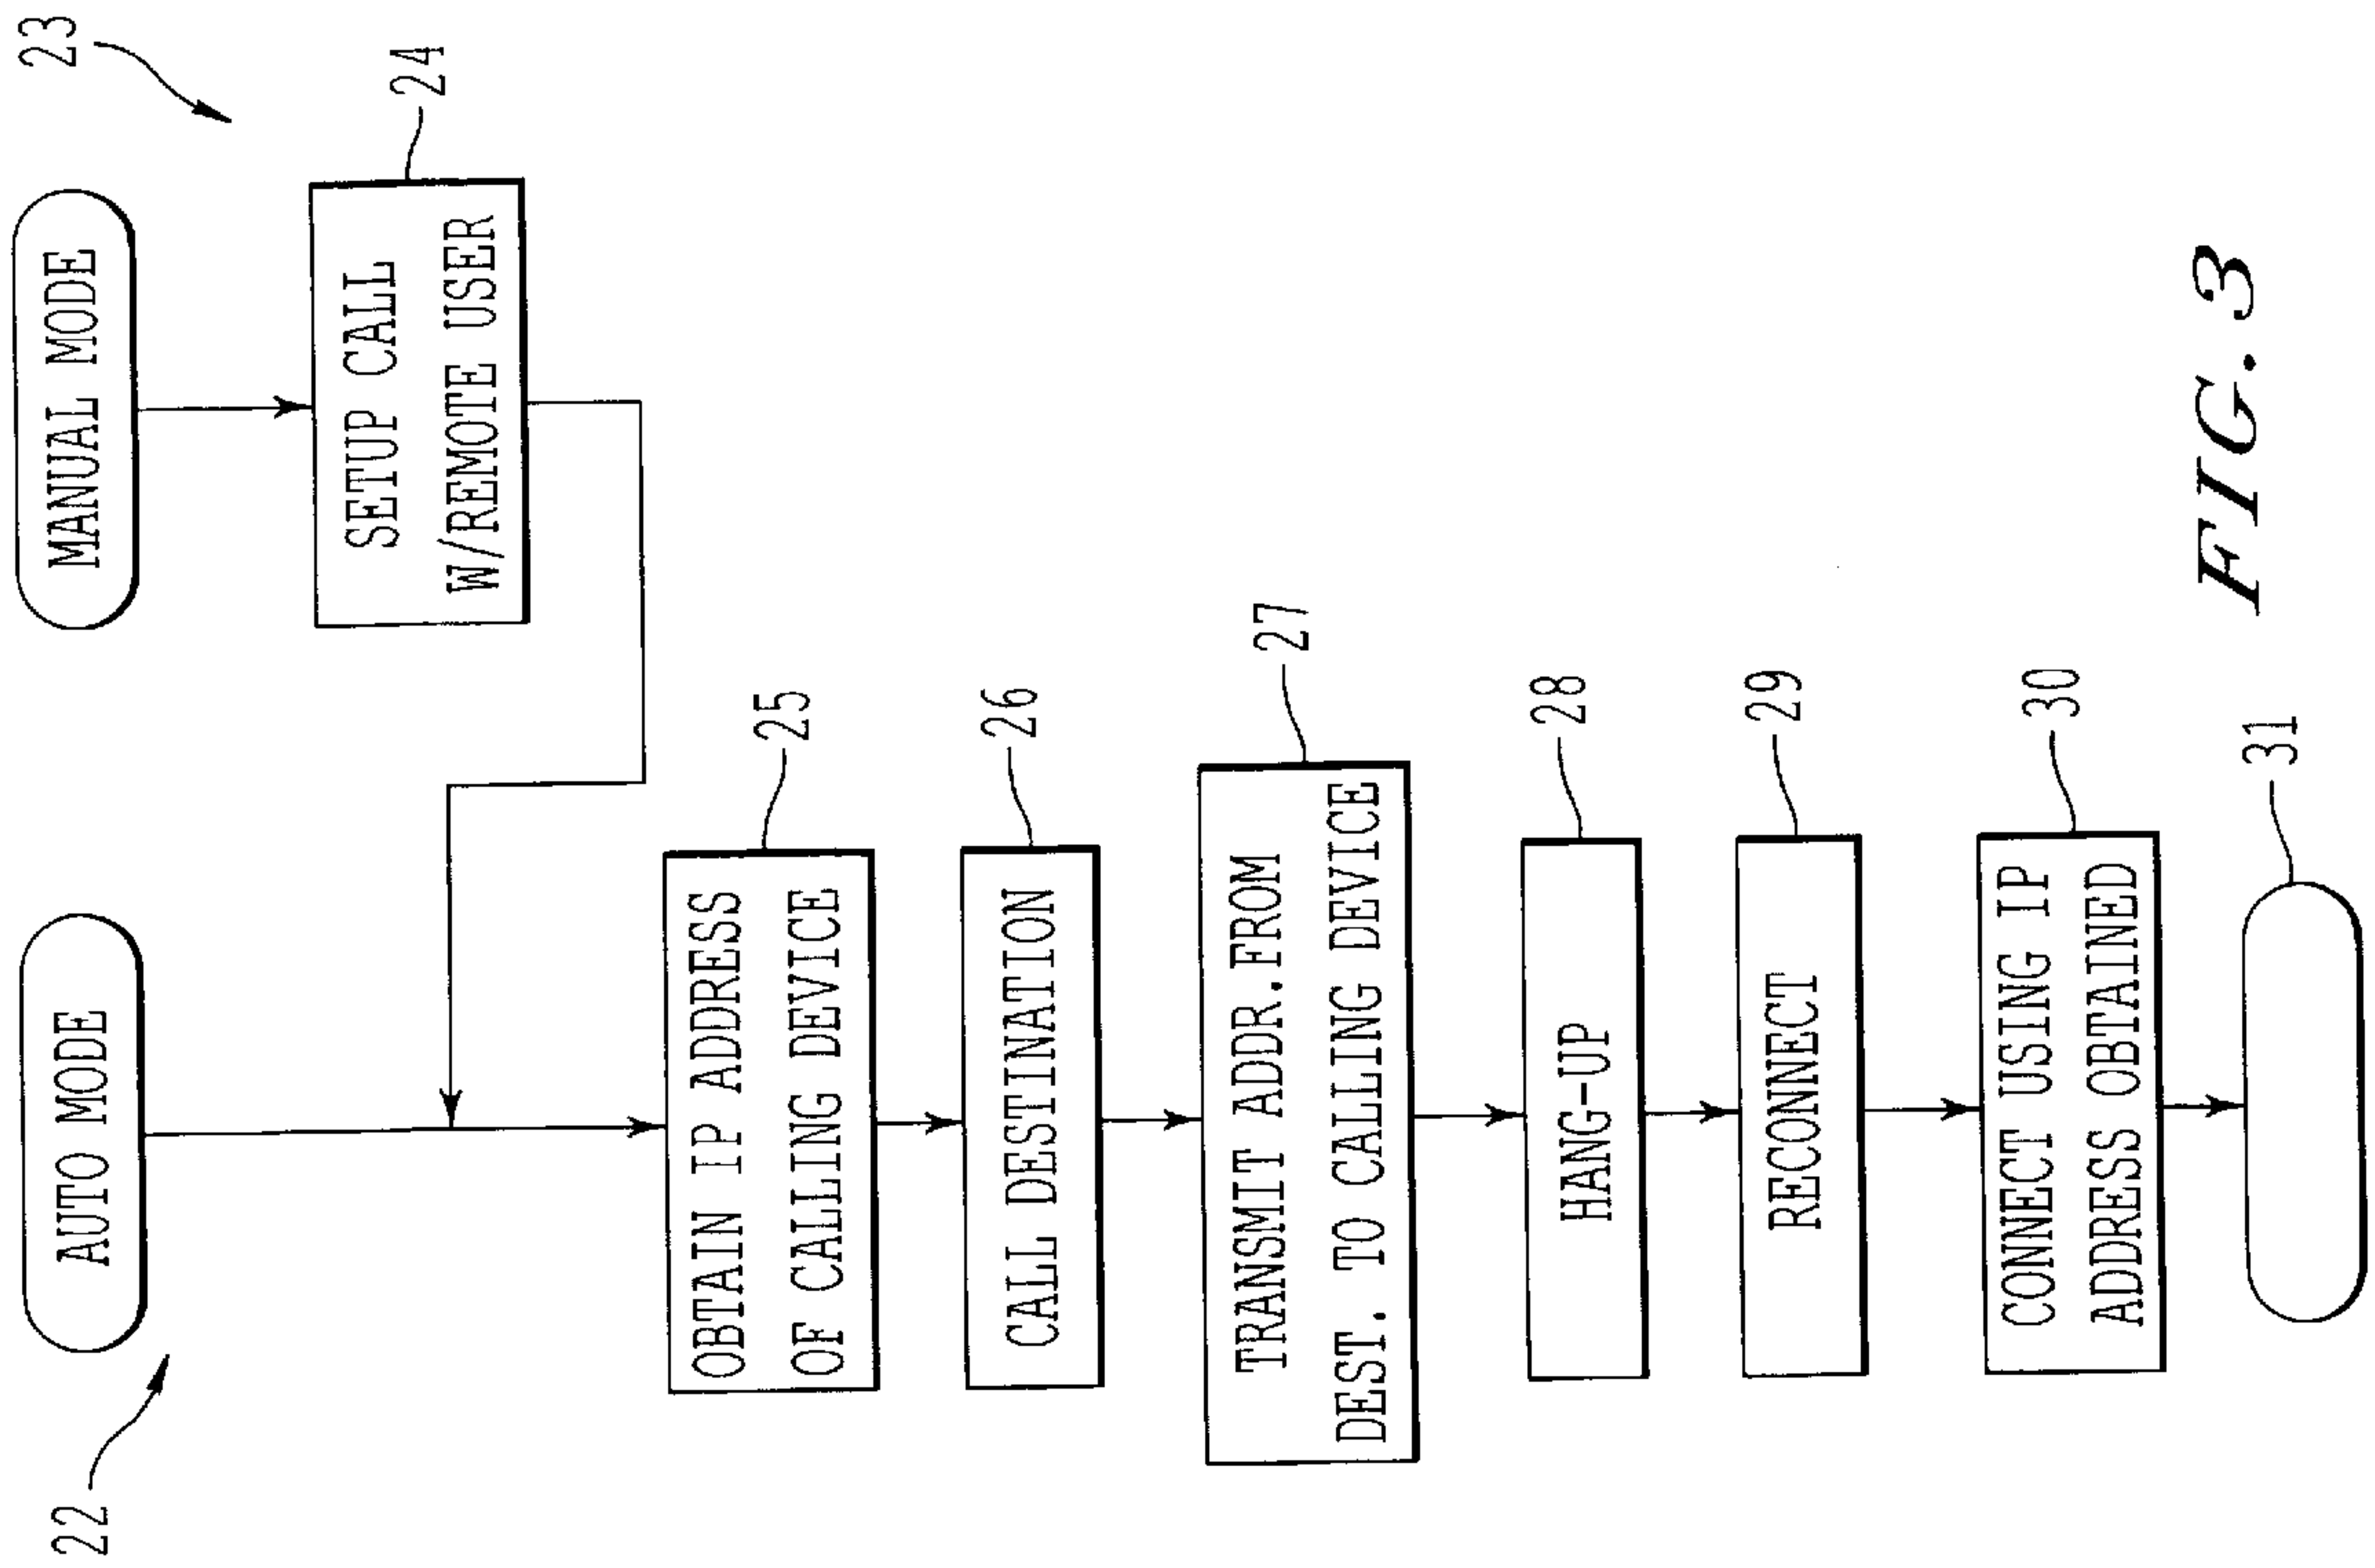 22
AUTO MODE
MANUAL MODE
23
SETUP CALL
W/REMOTE USER
24
OBTAIN IP ADDRESS
OF CALLING DEVICE
25
CALL DESTINATION
26
TRANSMIT ADDR.FROM
DEST. TO CALLING DEVICE
27
HANG-UP
28
RECONNECT
29
CONNECT USING IP
ADDRESS OBTAINED
30
31
FIG. 3